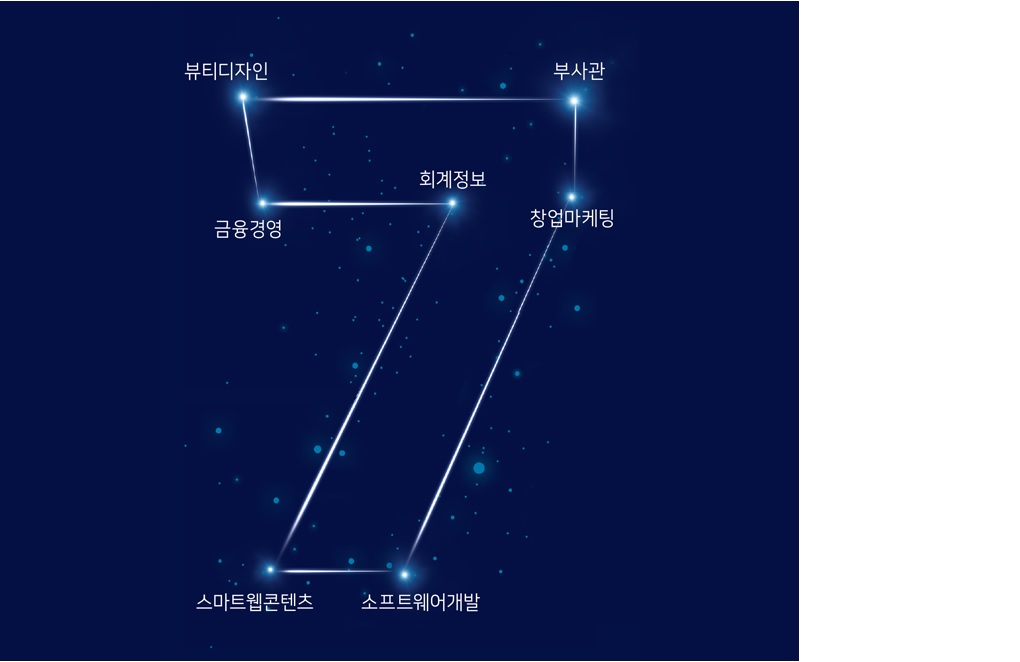 뷰티디자인
부사관
회계정보
금융경영
창업마케팅
스마트웹콘텐츠
소프트웨어개발